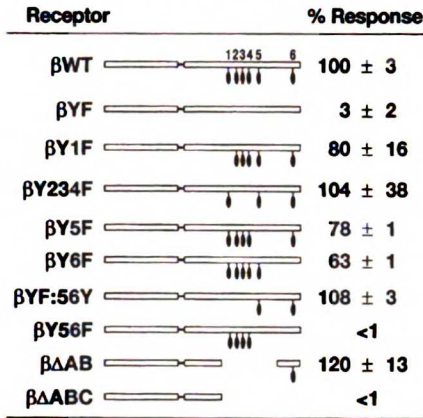 Receptor % Response
1 2 3 4 5 6
βWT 100 ± 3
βYF 3 ± 2
βY1F 80 ± 16
βY234F 104 ± 38
βY5F 78 ± 1
βY6F 63 ± 1
βYF:56Y 108 ± 3
βY56F <1
βΔAB 120 ± 13
βΔABC <1